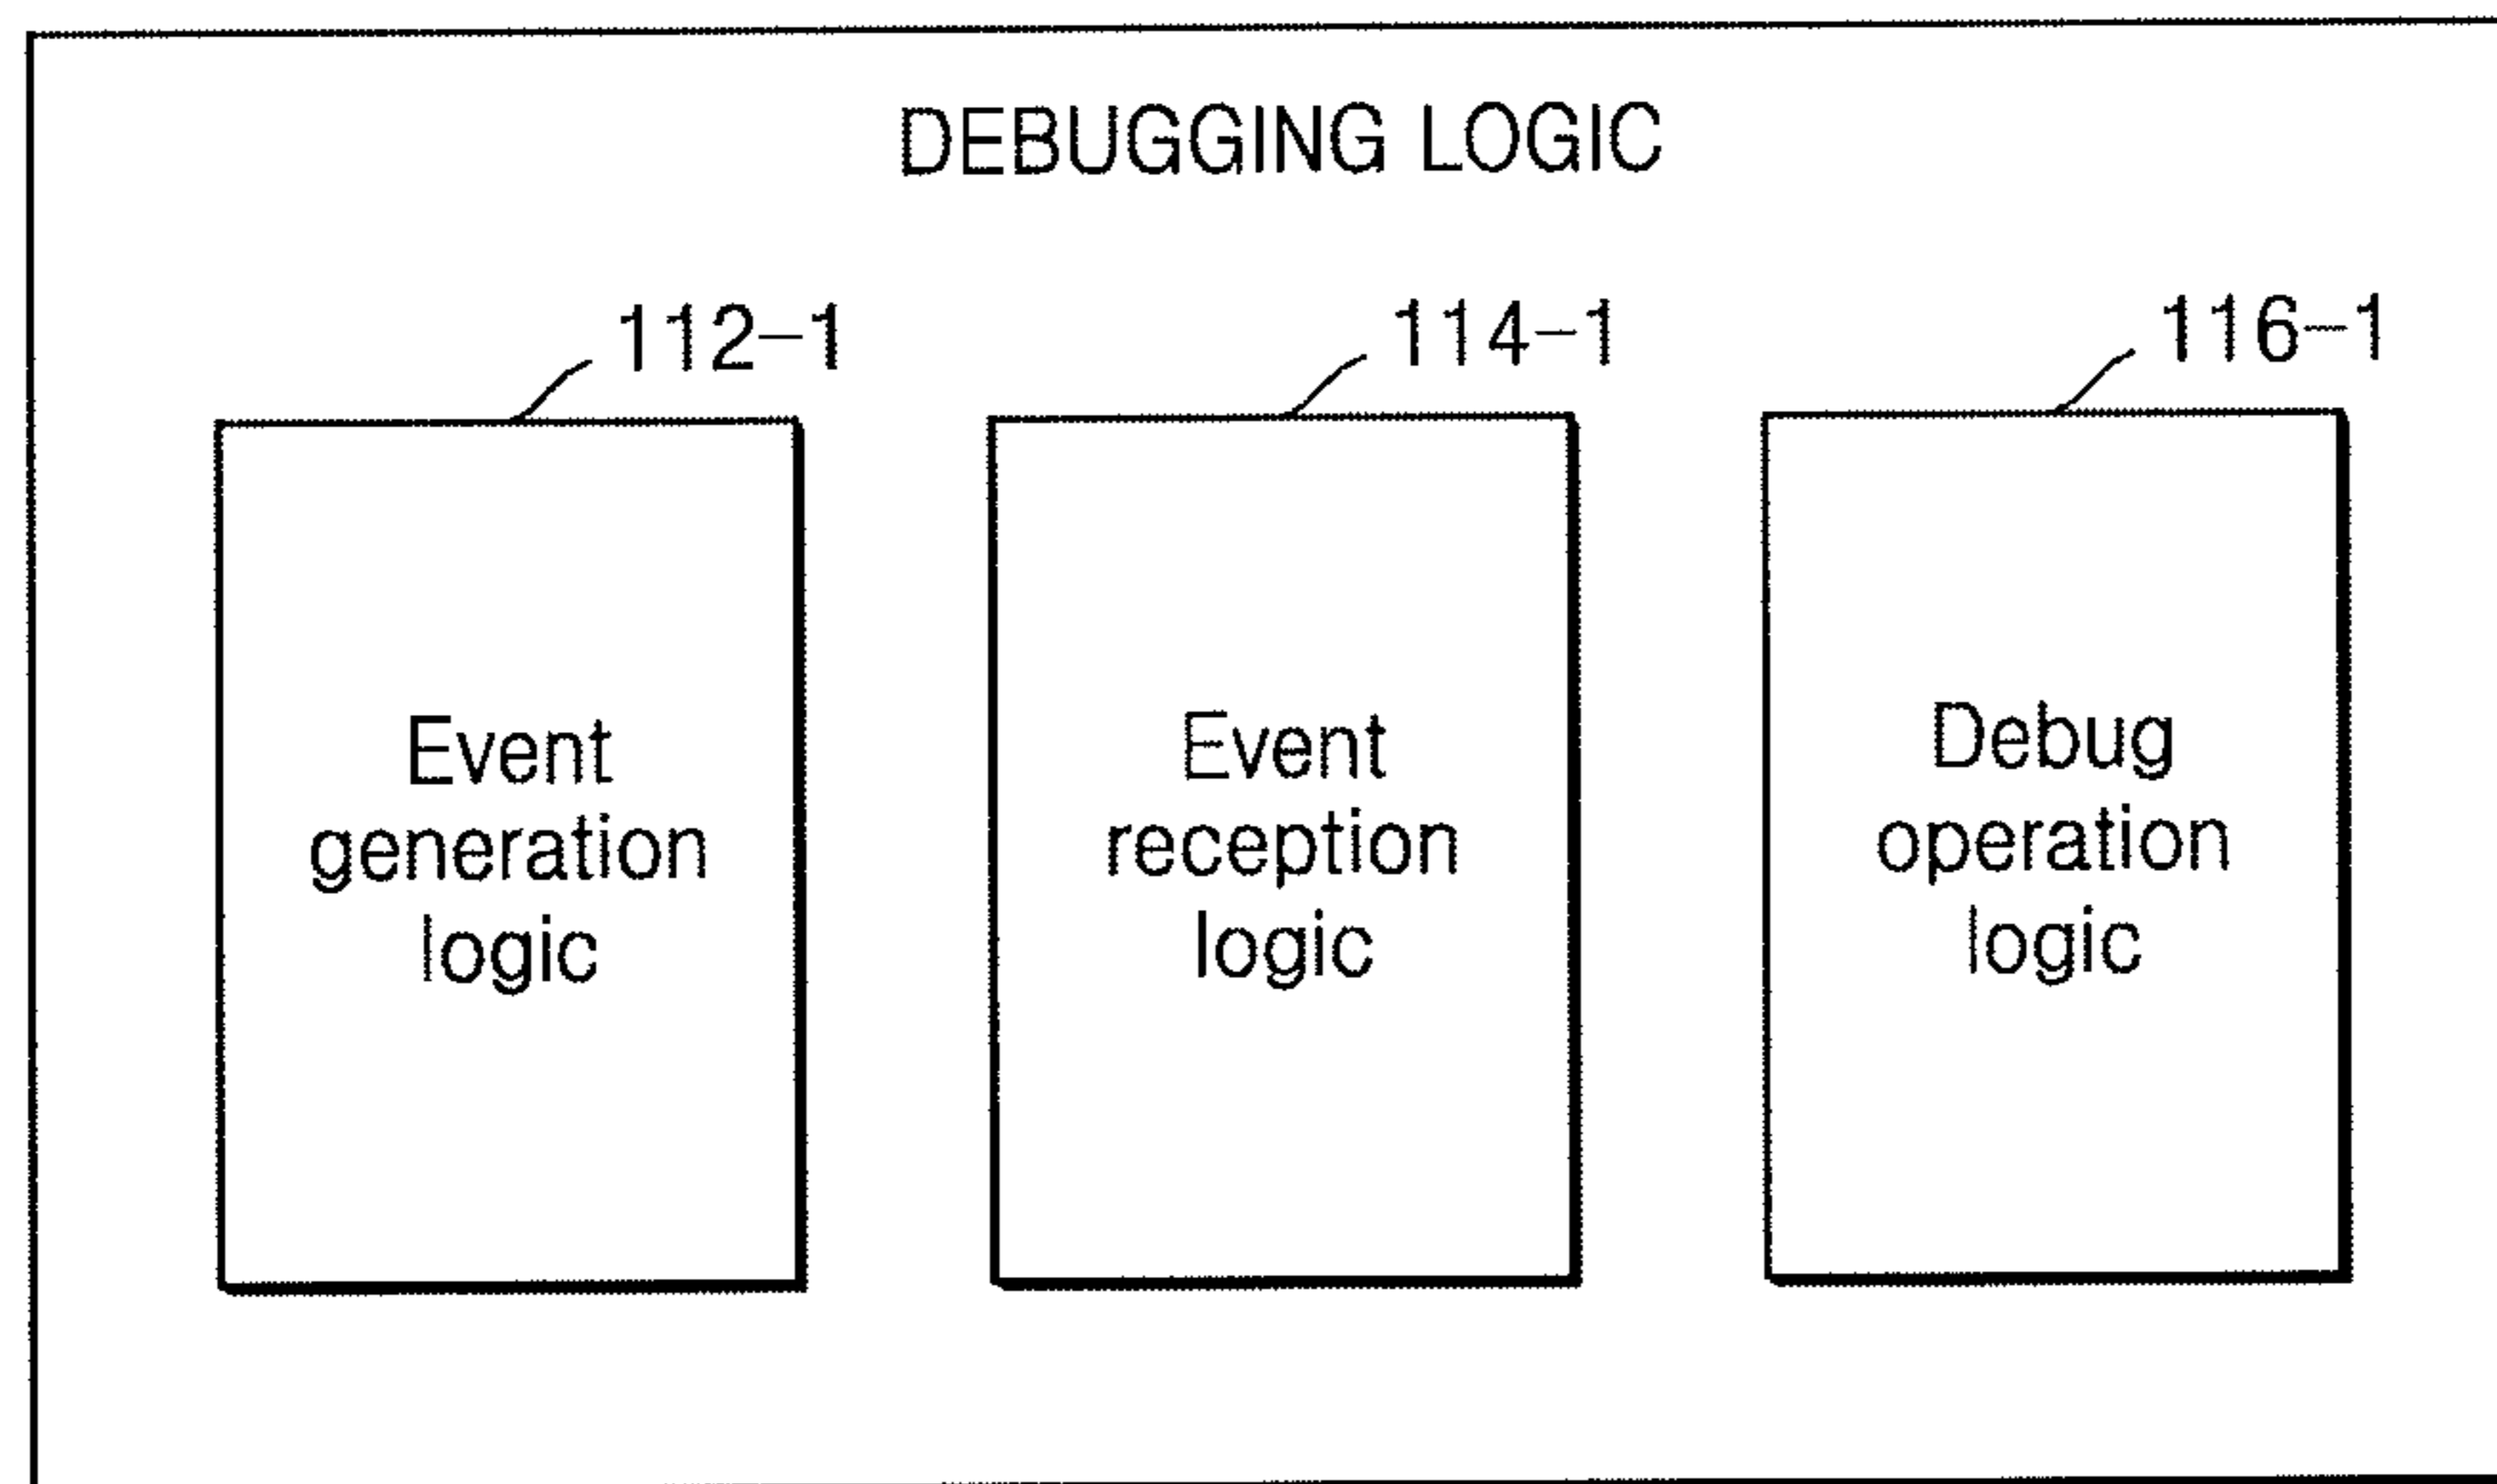 DEBUGGING LOGIC
112-1
114-1
116-1
Event
generation
logic
Event
reception
logic
Debug
operation
logic